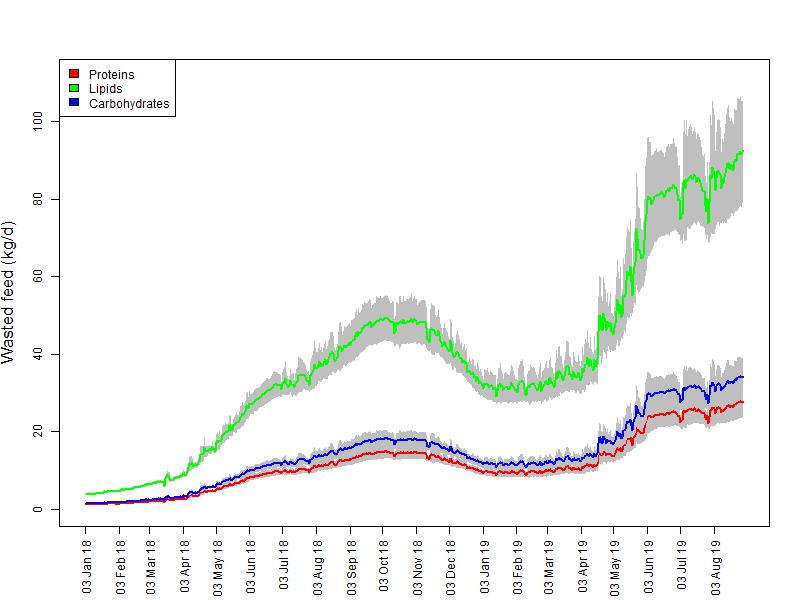 Proteins
Lipids
Carbohydrates
Wasted feed (kg/d)
100
80
60
40
20
0
03 Jan 18
03 Feb 18
03 Mar 18
03 Apr 18
03 May 18
03 Jun 18
03 Jul 18
03 Aug 18
03 Sep 18
03 Oct 18
03 Nov 18
03 Dec 18
03 Jan 19
03 Feb 19
03 Mar 19
03 Apr 19
03 May 19
03 Jun 19
03 Jul 19
03 Aug 19